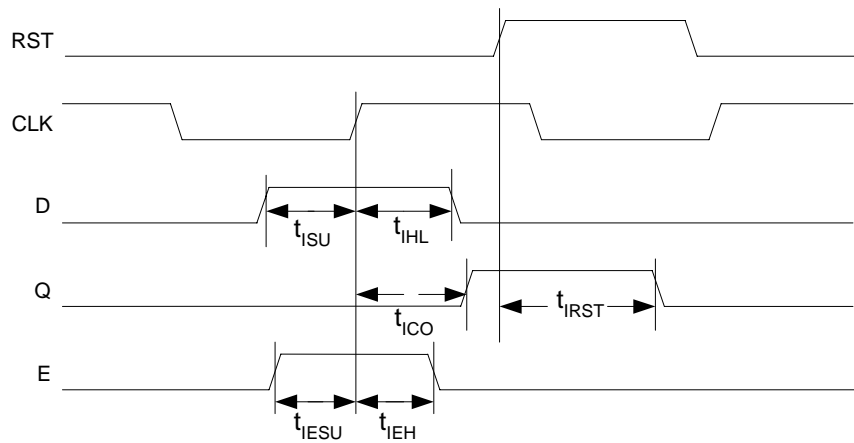 RST
CLK
D
tISU tIHL
Q
tICO tIRST
E
tIESU tIEH